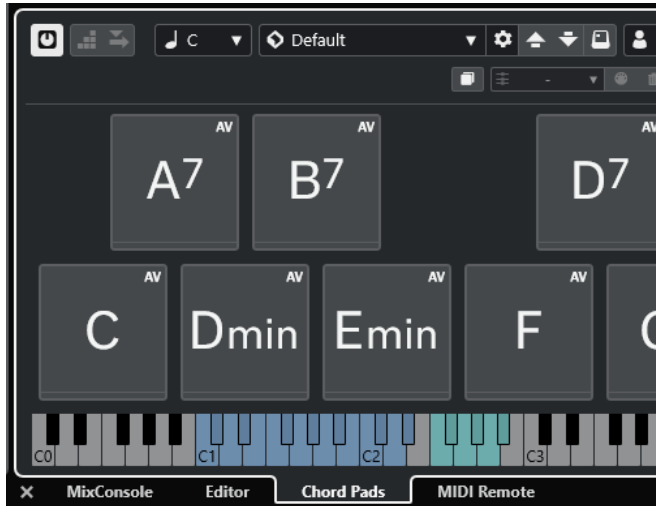 C Default
-
AV AV AV
A7 B7 D7
AV AV AV AV
C Dmin Emin F
C0 C1 C2 C3
MixConsole Editor Chord Pads MIDI Remote